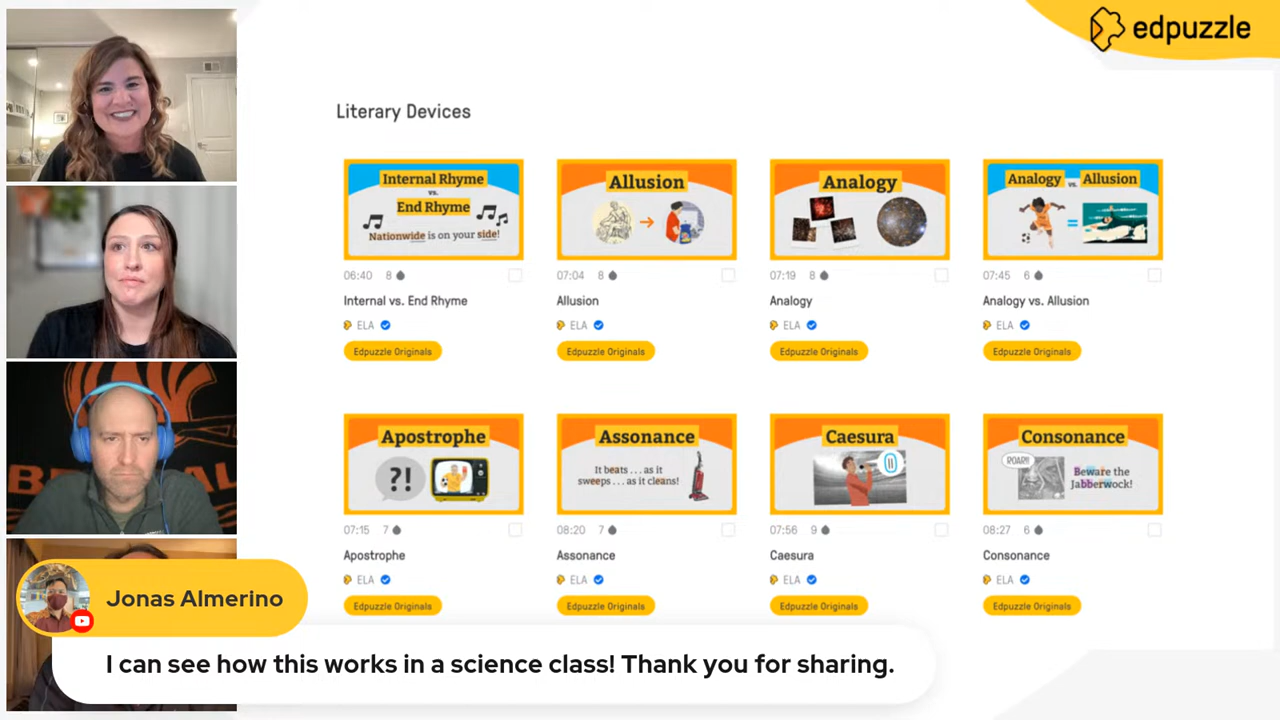 edpuzzle
Literary Devices
Internal Rhyme
vs.
End Rhyme
Nationwide is on your side!
06:40 8
Internal vs. End Rhyme
ELA
Edpuzzle Originals
Allusion
07:04 8
Allusion
ELA
Edpuzzle Originals
Analogy
07:19 8
Analogy
ELA
Edpuzzle Originals
Analogy vs. Allusion
=
07:45 6
Analogy vs. Allusion
ELA
Edpuzzle Originals
Apostrophe
?!
07:15 7
Apostrophe
ELA
Edpuzzle Originals
Assonance
It beats . . . as it
sweeps . . . as it cleans!
08:20 7
Assonance
ELA
Edpuzzle Originals
Caesura
07:56 9
Caesura
ELA
Edpuzzle Originals
Consonance
ROAR!!
Beware the
Jabberwock!
08:27 6
Consonance
ELA
Edpuzzle Originals
Jonas Almerino
I can see how this works in a science class! Thank you for sharing.